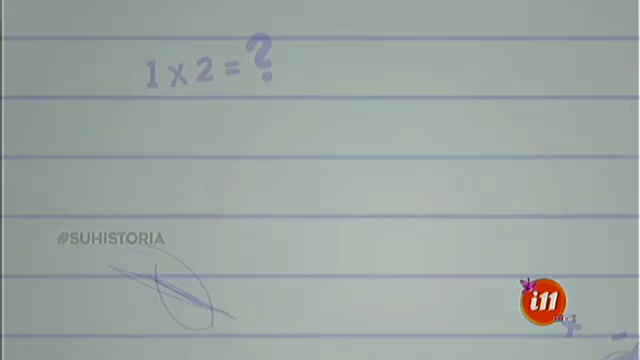 1 x 2 = ?
#SUHISTORIA
i11